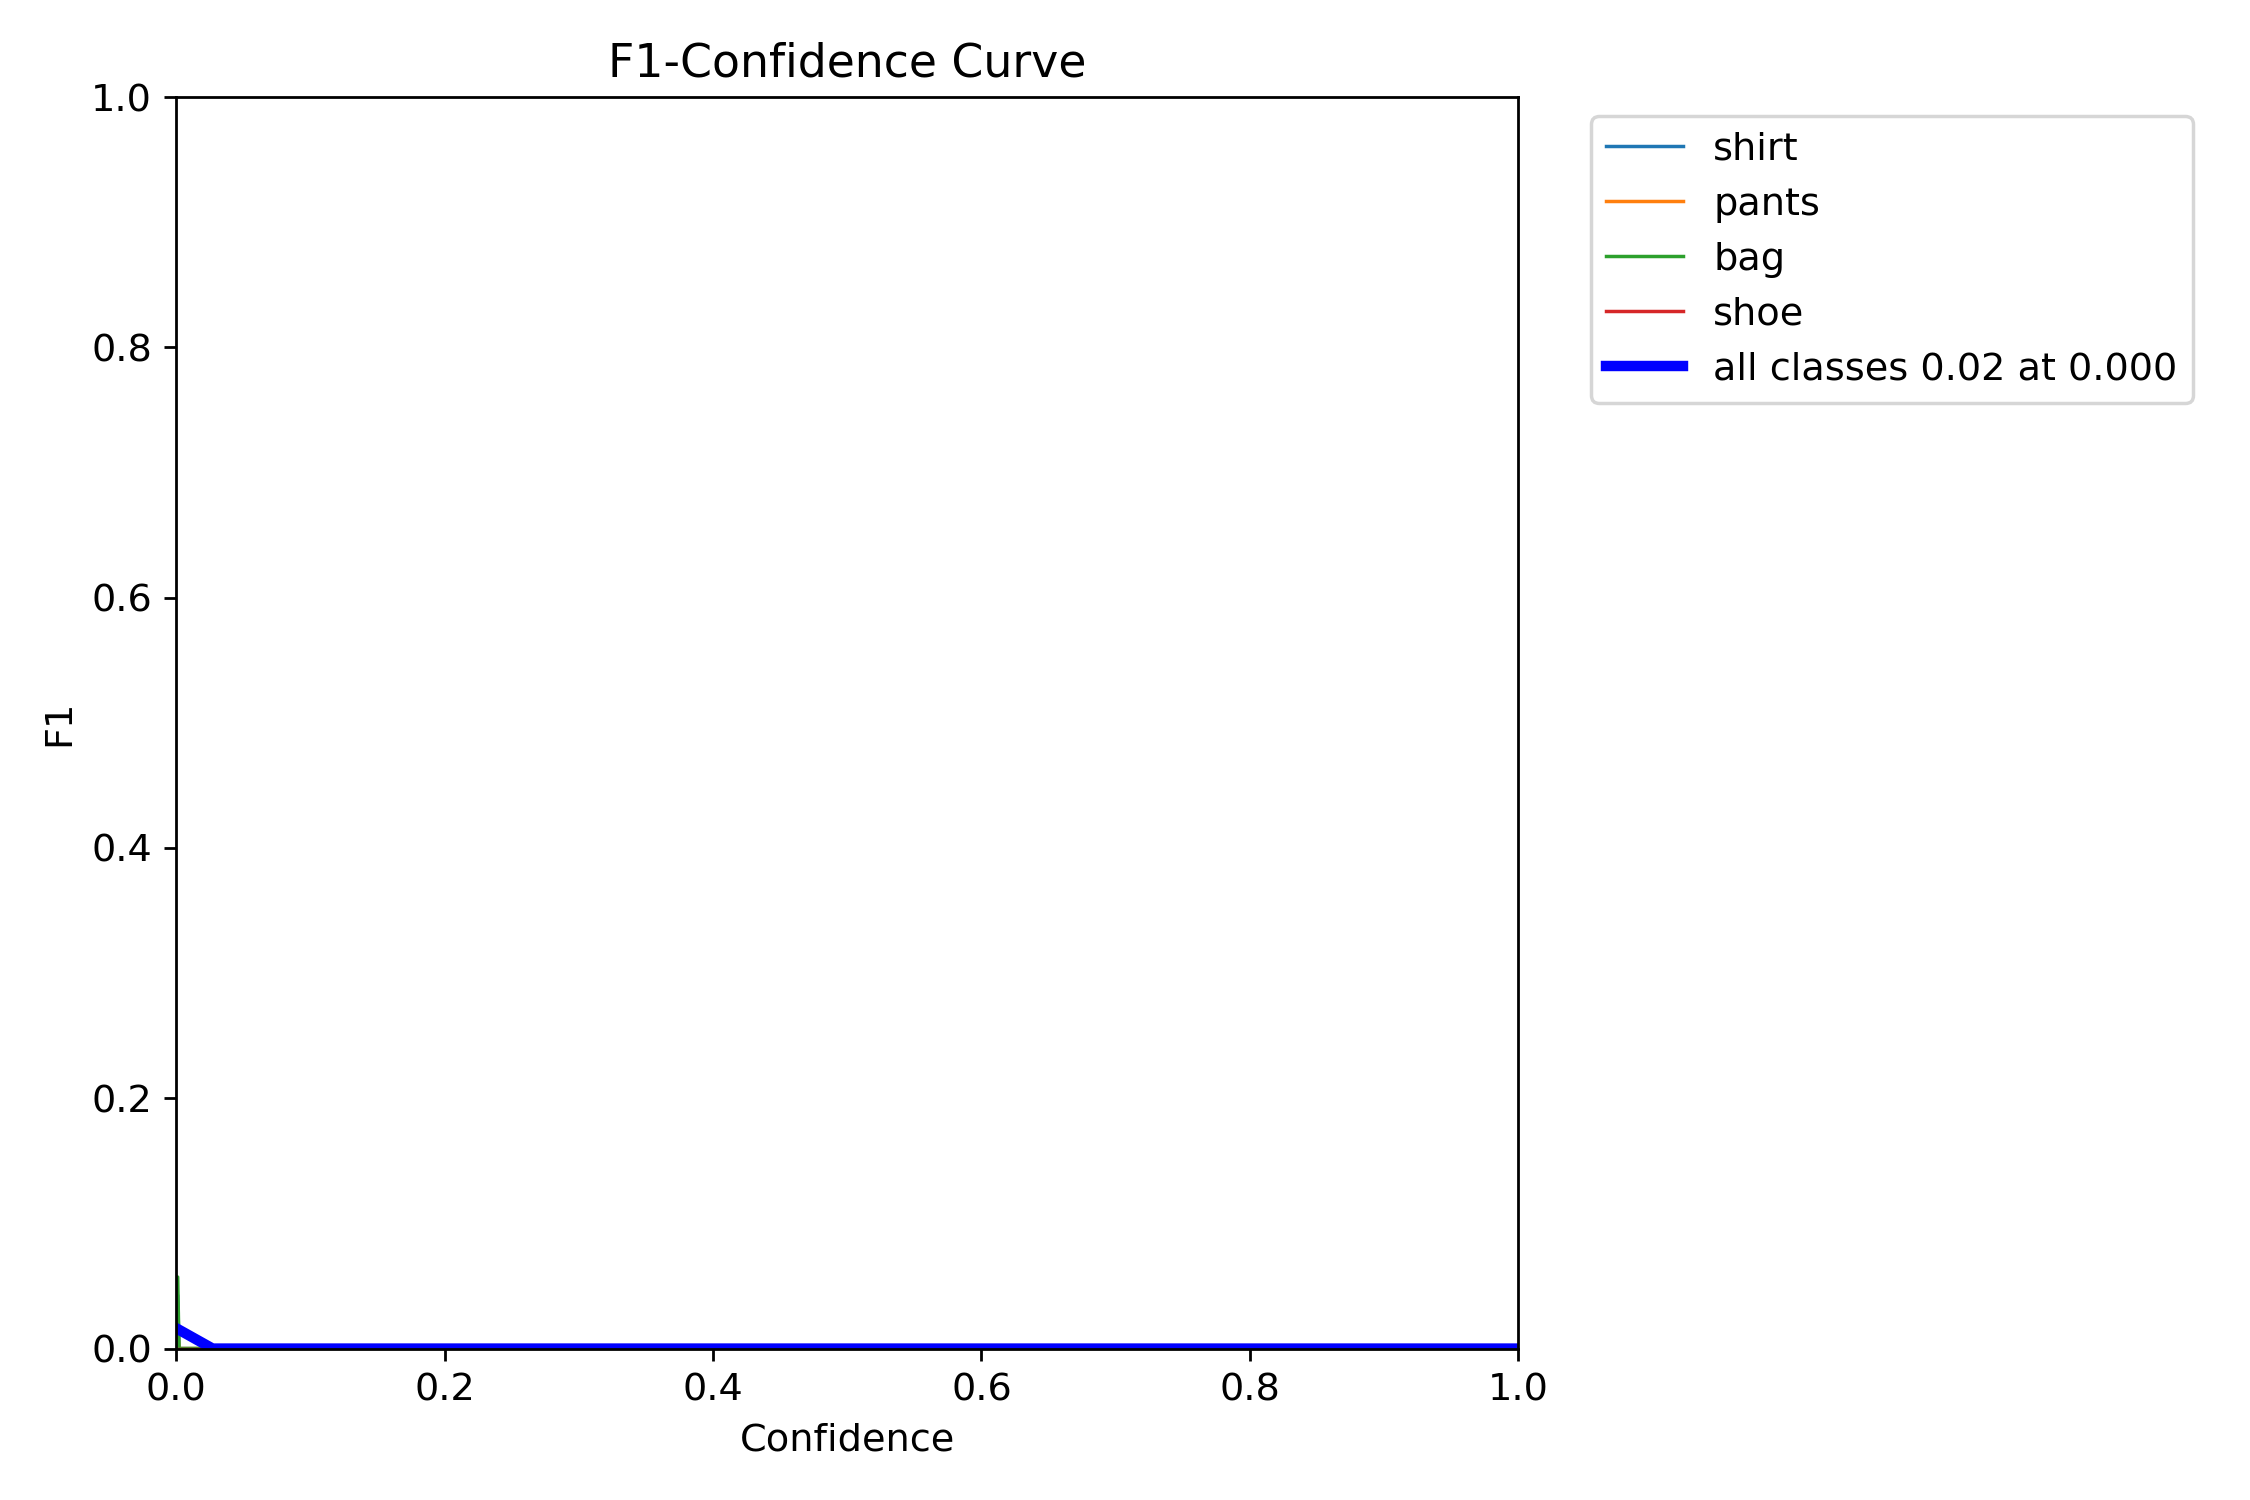 F1-Confidence Curve
1.0
0.8
0.6
0.4
0.2
0.0
F1
0.0 0.2 0.4 0.6 0.8 1.0
Confidence
shirt
pants
bag
shoe
all classes 0.02 at 0.000